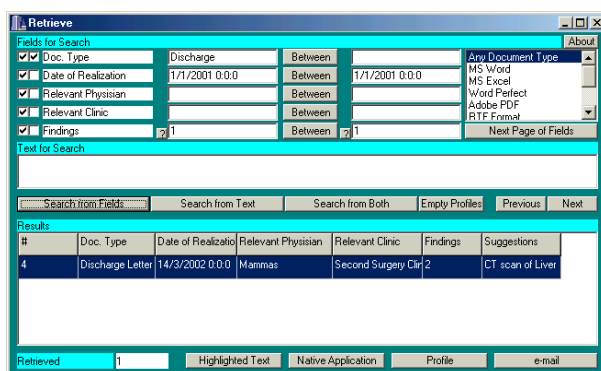 Retrieve
Fields for Search About
Doc. Type Discharge Between Any Document Type
Date of Realization 1/1/2001 0:0:0 Between 1/1/2001 0:0:0 MS Word
MS Excel
Relevant Physisian Between Word Perfect
Relevant Clinic Between Adobe PDF
RTF Format
Findings ? 1 Between ? 1 Next Page of Fields
Text for Search
Search from Fields Search from Text Search from Both Empty Profiles Previous Next
Results
# Doc. Type Date of Realizatio Relevant Physisian Relevant Clinic Findings Suggestions
4 Discharge Letter 14/3/2002 0:0:0 Mammas Second Surgery Clir 2 CT scan of Liver
Retrieved 1 Highlighted Text Native Application Profile e-mail